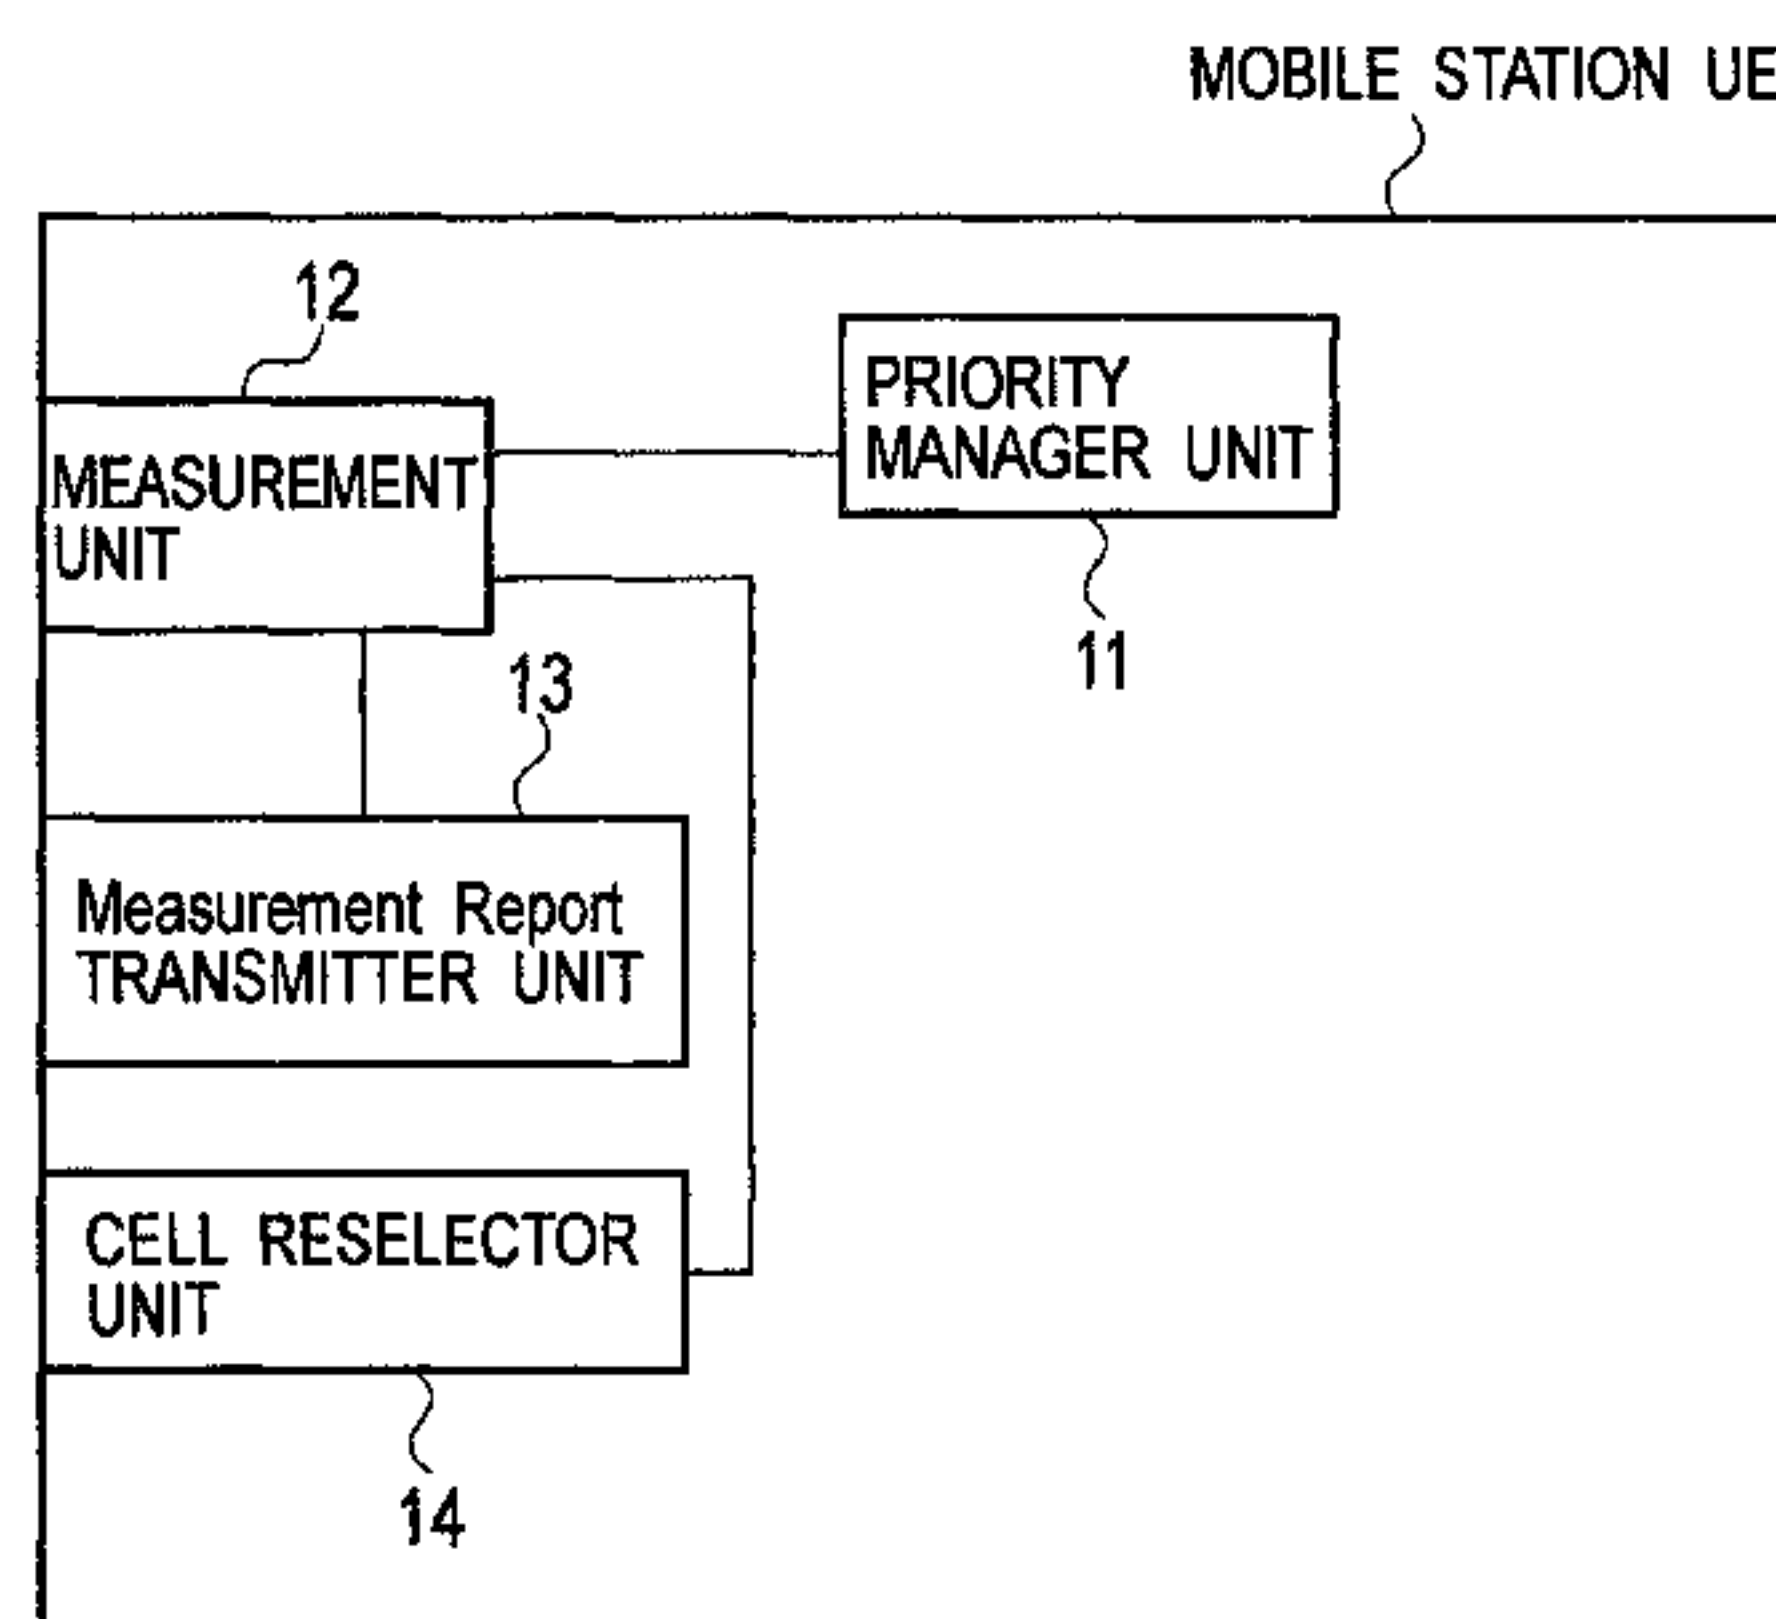 MOBILE STATION UE
12
PRIORITY
MANAGER UNIT
MEASUREMENT
UNIT
11
13
Measurement Report
TRANSMITTER UNIT
CELL RESELECTOR
UNIT
14